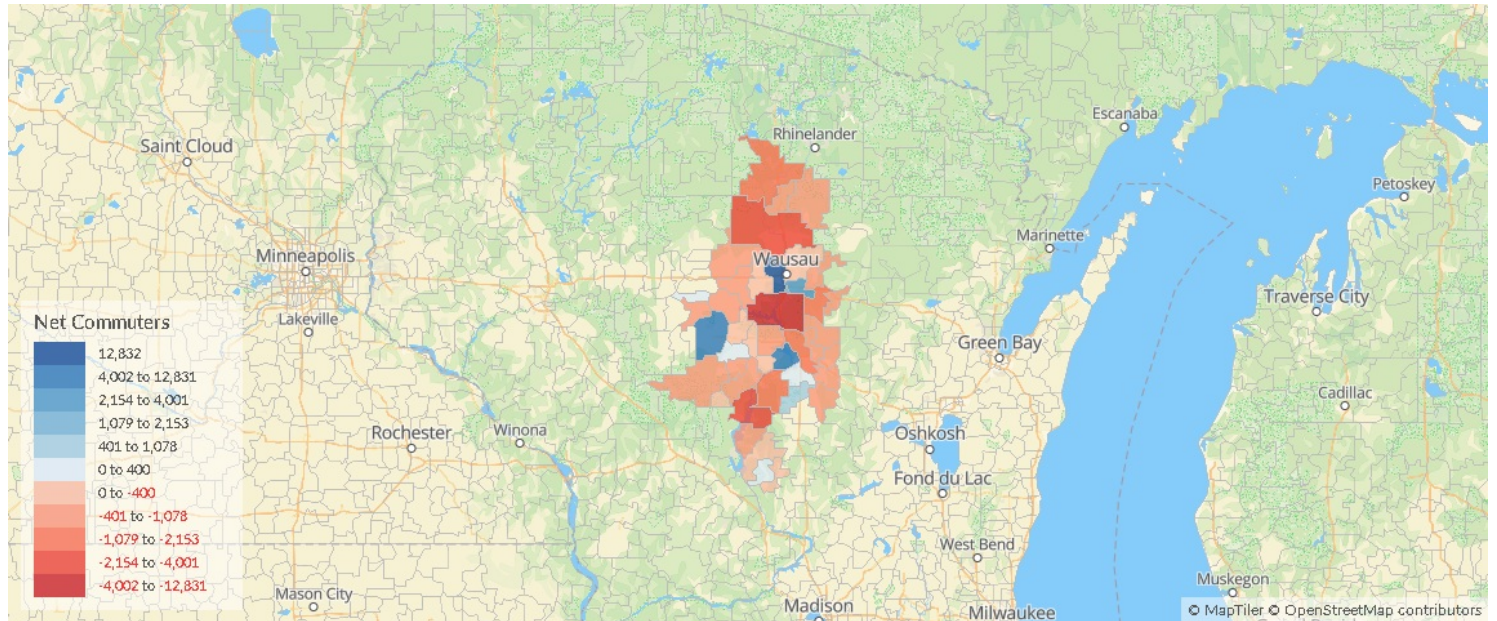 Escanaba
Rhinelander
Saint Cloud
Petoskey
Marinette
Minneapolis
Wausau
Traverse City
Net Commuters
Lakeville
Green Bay
12,832
4,002 to 12,831
2,154 to 4,001
1,079 to 2,153
401 to 1,078
0 to 400
0 to -400
-401 to -1,078
-1,079 to -2,153
-2,154 to -4,001
-4,002 to -12,831
Cadillac
Rochester
Winona
Oshkosh
Fond du Lac
West Bend
Muskegon
Mason City
Madison
Milwaukee
© MapTiler © OpenStreetMap contributors